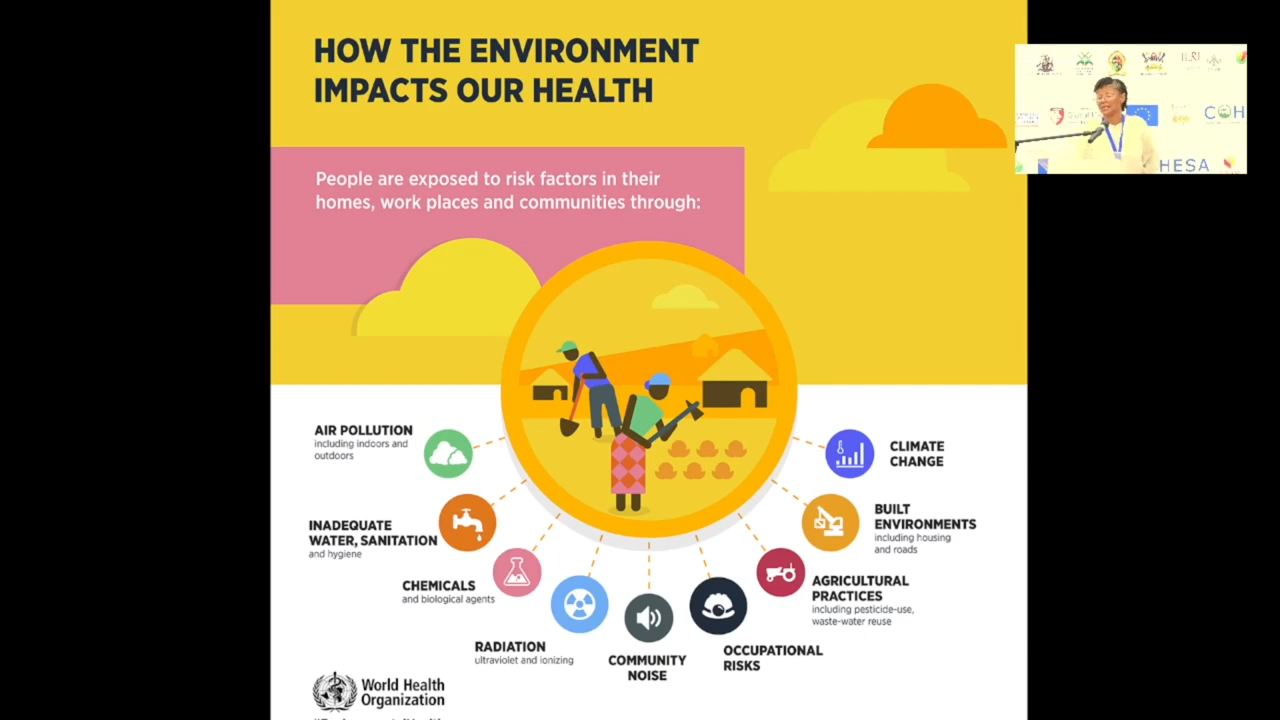 HOW THE ENVIRONMENT
IMPACTS OUR HEALTH
People are exposed to risk factors in their
homes, work places and communities through:
AIR POLLUTION
including indoors and
outdoors
INADEQUATE
WATER, SANITATION
and hygiene
CHEMICALS
and biological agents
RADIATION
ultraviolet and ionizing
COMMUNITY
NOISE
OCCUPATIONAL
RISKS
AGRICULTURAL
PRACTICES
including pesticide-use,
waste-water reuse
BUILT
ENVIRONMENTS
including housing
and roads
CLIMATE
CHANGE
World Health
Organization
HESA